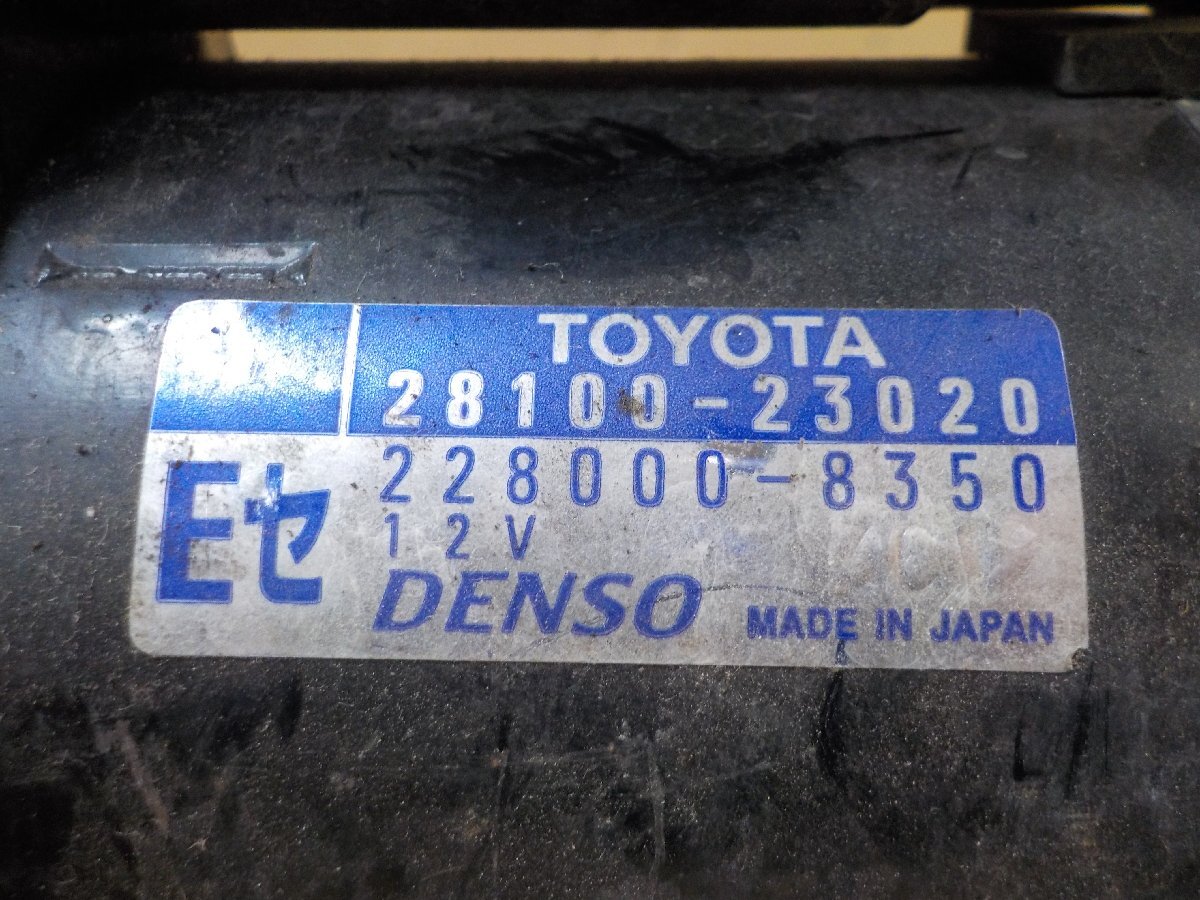 TOYOTA
28100-23020
Eセ
228000-8350
12V
DENSO
MADE IN JAPAN